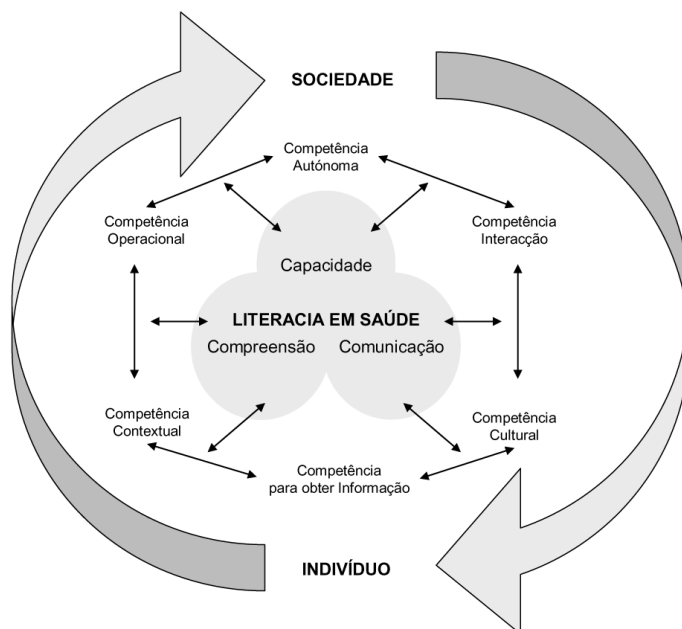 SOCIEDADE
Competência
Autónoma
Competência
Operacional
Competência
Interacção
Capacidade
LITERACIA EM SAÚDE
Compreensão
Comunicação
Competência
Contextual
Competência
Cultural
Competência
para obter Informação
INDIVÍDUO